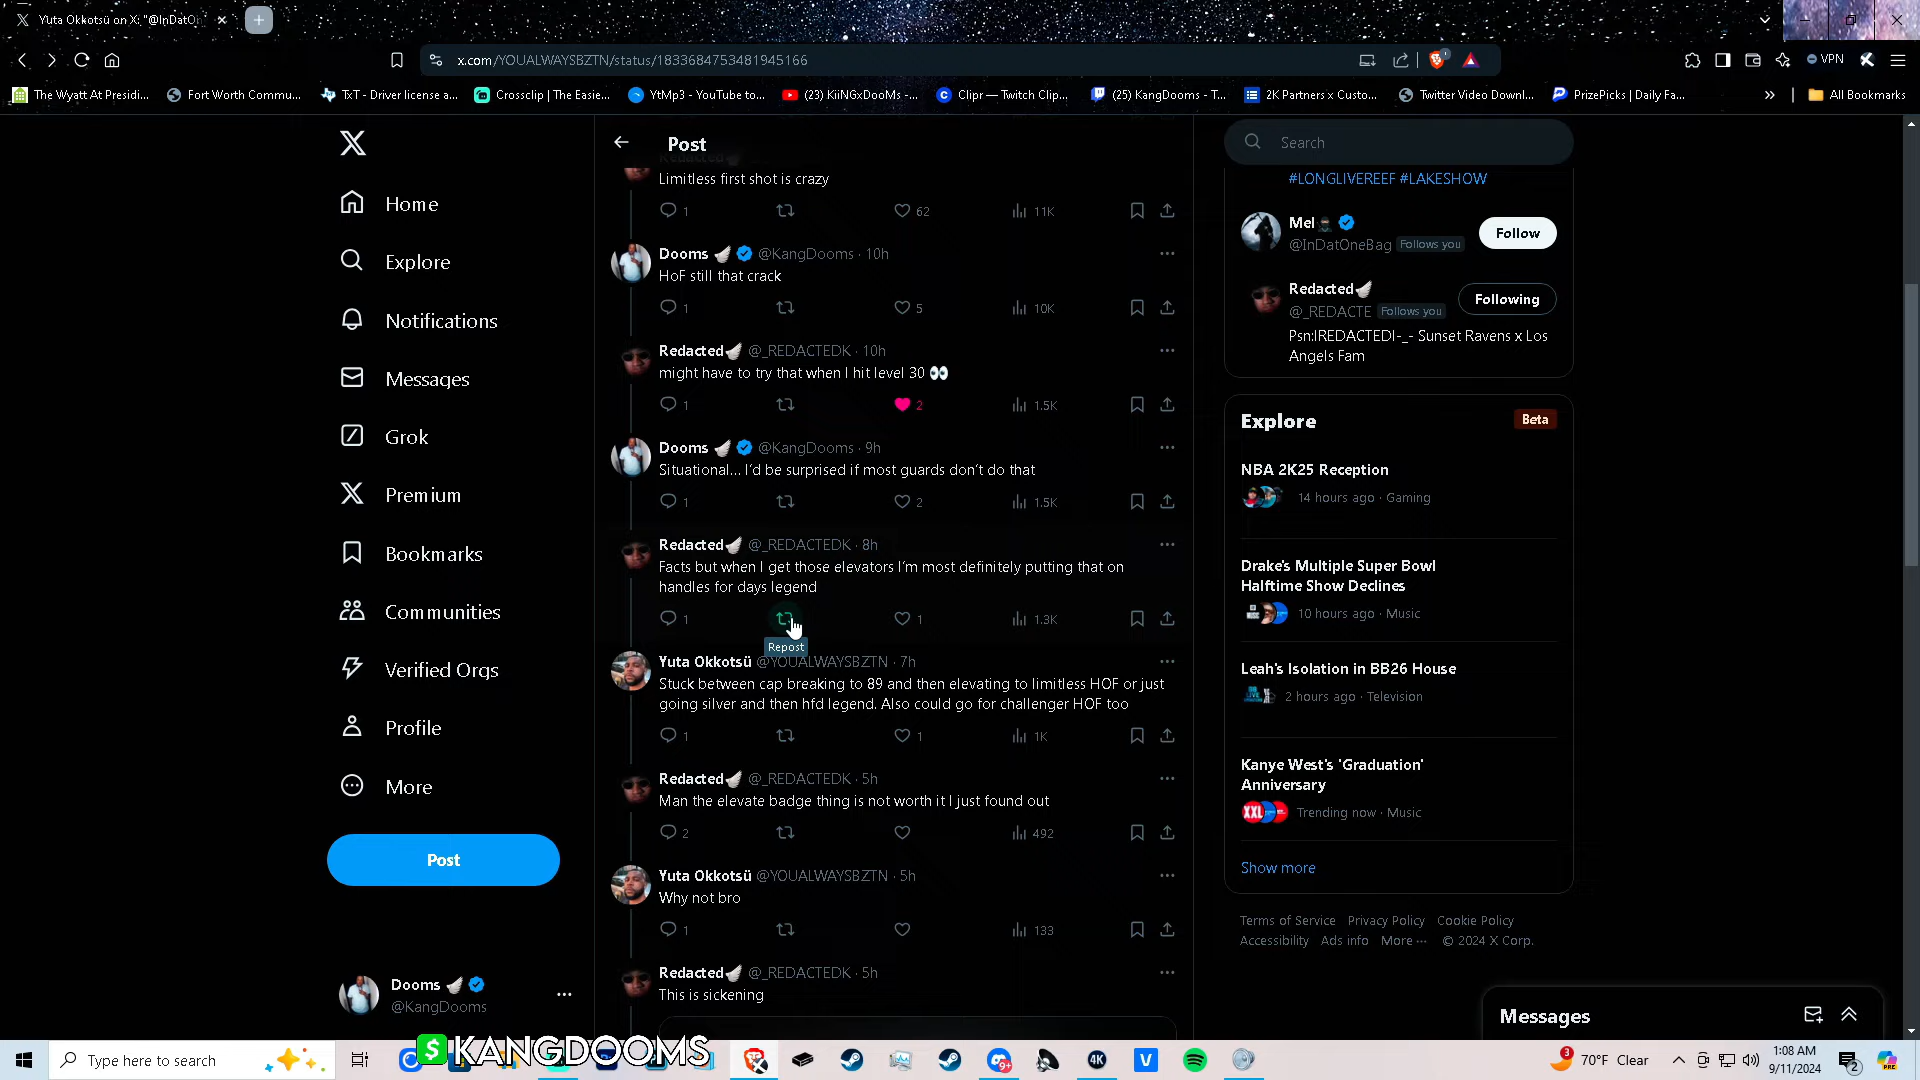 Yuta Okkotsü on X: "@InDatO
x.com/YOUALWAYSBZTN/status/1833684753481945166
VPN
The Wyatt At Presidi...
Fort Worth Commu...
TxT - Driver license a...
Crossclip | The Easie...
YtMp3 - YouTube to...
(23) KiiNGxDooMs -...
Clipr — Twitch Clip...
(25) KangDooms - T...
2K Partners x Custo...
Twitter Video Downl...
PrizePicks | Daily Fa...
All Bookmarks
Home
Explore
Notifications
Messages
Grok
Premium
Bookmarks
Communities
Verified Orgs
Profile
More
Post
Dooms
@KangDooms
Post
Limitless first shot is crazy
1 62 11K
Dooms @KangDooms · 10h
HoF still that crack
1 5 10K
Redacted @_REDACTEDK · 10h
might have to try that when I hit level 30 👀
1 2 1.5K
Dooms @KangDooms · 9h
Situational... I'd be surprised if most guards don't do that
1 2 1.5K
Redacted @_REDACTEDK · 8h
Facts but when I get those elevators I'm most definitely putting that on
handles for days legend
1 1 1.3K
Repost
Yuta Okkotsü @YOUALWAYSBZTN · 7h
Stuck between cap breaking to 89 and then elevating to limitless HOF or just
going silver and then hfd legend. Also could go for challenger HOF too
1 1 1K
Redacted @_REDACTEDK · 5h
Man the elevate badge thing is not worth it I just found out
2 492
Yuta Okkotsü @YOUALWAYSBZTN · 5h
Why not bro
1 133
Redacted @_REDACTEDK · 5h
This is sickening
Search
#LONGLIVEREEF #LAKESHOW
Mel
@InDatOneBag Follows you
Follow
Redacted
@_REDACTE Follows you
Following
Psn:IREDACTEDI-_- Sunset Ravens x Los
Angels Fam
Explore
Beta
NBA 2K25 Reception
14 hours ago · Gaming
Drake's Multiple Super Bowl
Halftime Show Declines
10 hours ago · Music
Leah's Isolation in BB26 House
2 hours ago · Television
Kanye West's 'Graduation'
Anniversary
XXL
Trending now · Music
Show more
Terms of Service Privacy Policy Cookie Policy
Accessibility Ads info More ··· © 2024 X Corp.
Messages
Type here to search
$ KANGDOOMS
9+
4K
V
3
70°F Clear
1:08 AM
9/11/2024
2
PRE